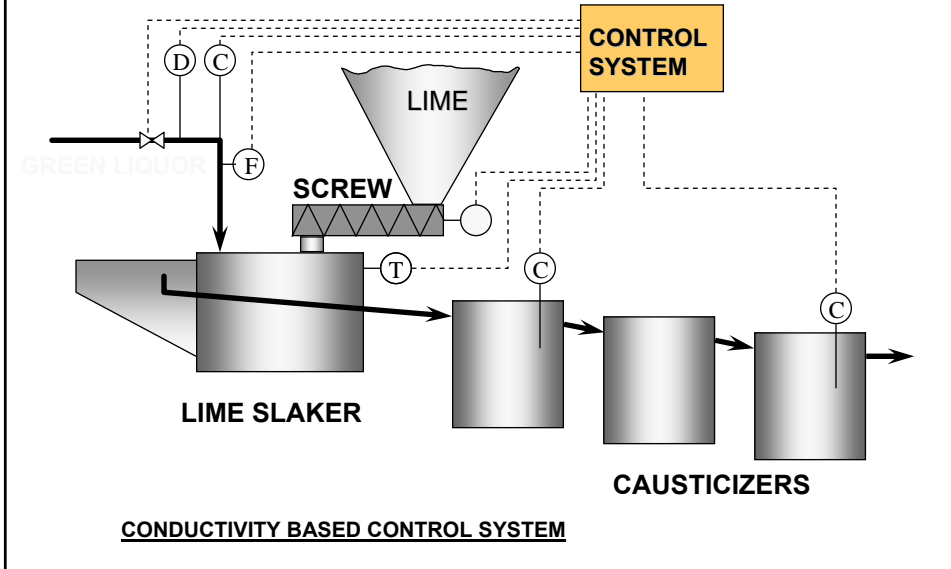 CONTROL
SYSTEM
D
C
LIME
GREEN LIQUOR
F
SCREW
T
C
C
LIME SLAKER
CAUSTICIZERS
CONDUCTIVITY BASED CONTROL SYSTEM